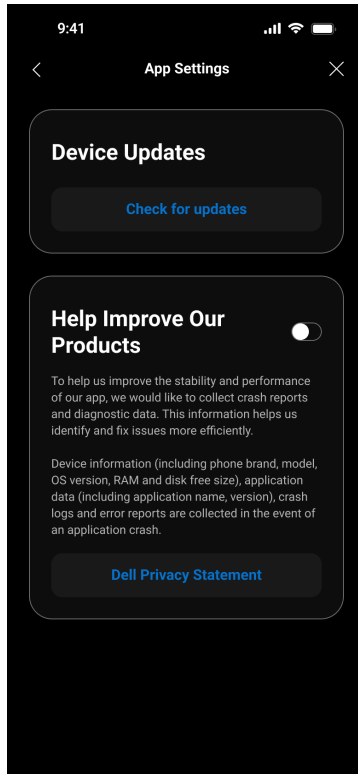 9:41
App Settings
Device Updates
Check for updates
Help Improve Our
Products
To help us improve the stability and performance
of our app, we would like to collect crash reports
and diagnostic data. This information helps us
identify and fix issues more efficiently.
Device information (including phone brand, model,
OS version, RAM and disk free size), application
data (including application name, version), crash
logs and error reports are collected in the event of
an application crash.
Dell Privacy Statement